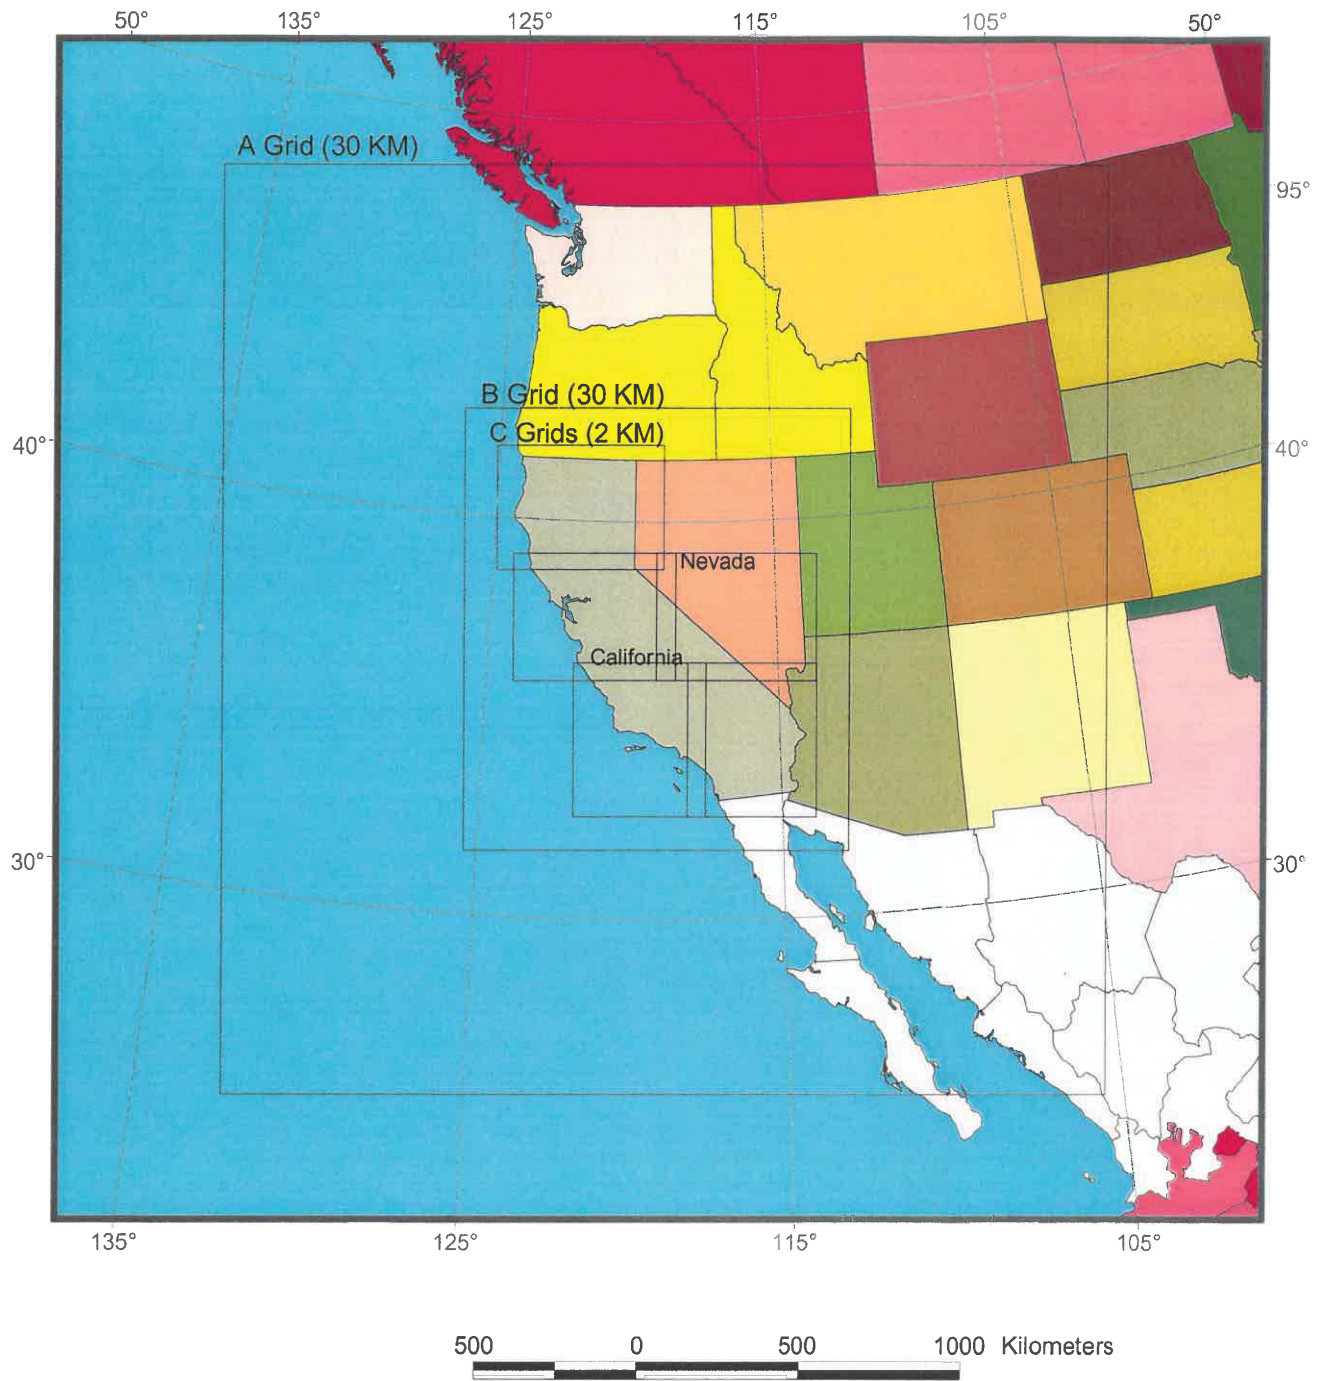 50° 135° 125° 115° 105° 50°
A Grid (30 KM)
95°
B Grid (30 KM)
C Grids (2 KM)
40° 40°
Nevada
California
30° 30°
135° 125° 115° 105°
500 0 500 1000 Kilometers